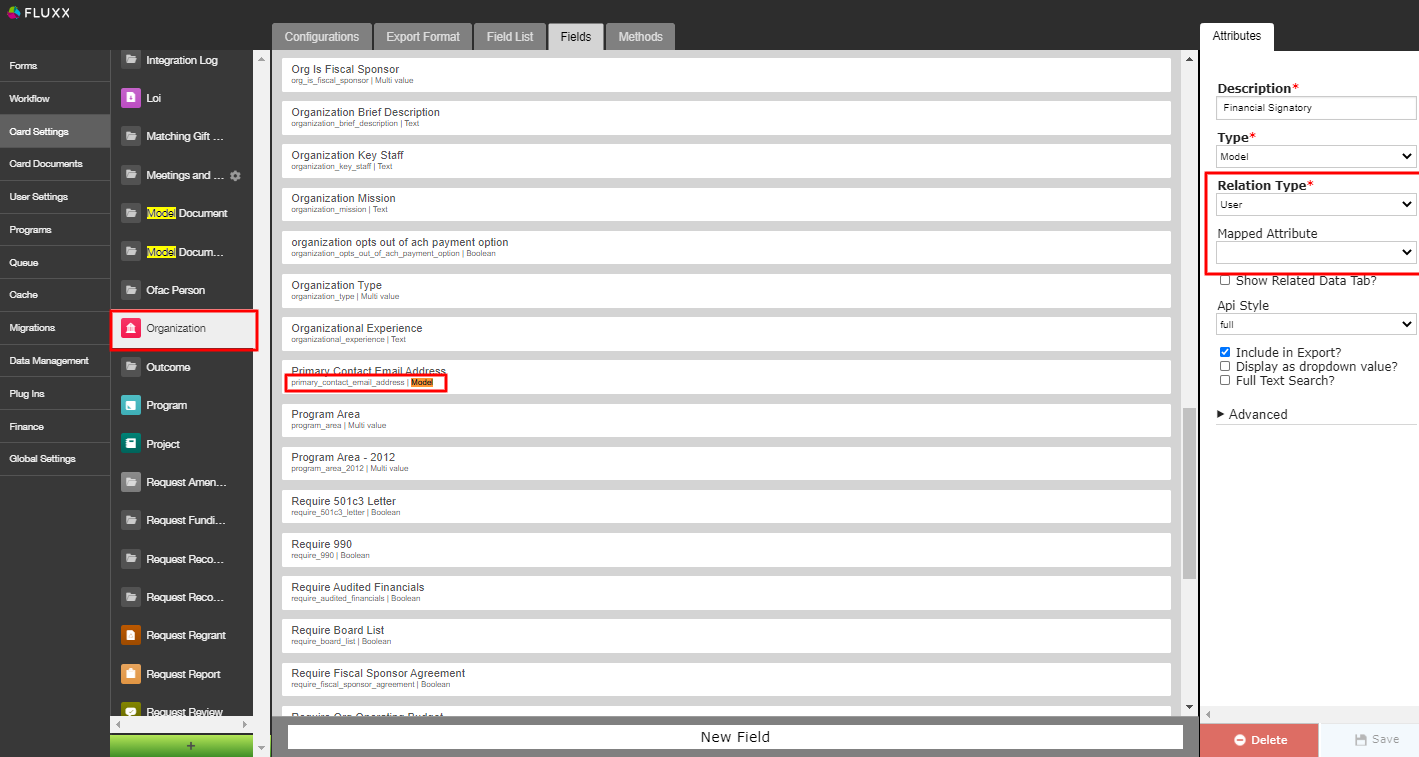 FLUXX
Configurations
Export Format
Field List
Fields
Methods
Attributes
Forms
Workflow
Card Settings
Card Documents
User Settings
Programs
Queue
Cache
Migrations
Data Management
Plug Ins
Finance
Global Settings
Integration Log
Loi
Matching Gift ...
Meetings and ...
Model Document
Model Docum...
Ofac Person
Organization
Outcome
Program
Project
Request Amen...
Request Fundi...
Request Reco...
Request Reco...
Request Regrant
Request Report
Request Review
+
Org Is Fiscal Sponsor
org_is_fiscal_sponsor | Multi value
Organization Brief Description
organization_brief_description | Text
Organization Key Staff
organization_key_staff | Text
Organization Mission
organization_mission | Text
organization opts out of ach payment option
organization_opts_out_of_ach_payment_option | Boolean
Organization Type
organization_type | Multi value
Organizational Experience
organizational_experience | Text
Primary Contact Email Address
primary_contact_email_address | Model
Program Area
program_area | Multi value
Program Area - 2012
program_area_2012 | Multi value
Require 501c3 Letter
require_501c3_letter | Boolean
Require 990
require_990 | Boolean
Require Audited Financials
require_audited_financials | Boolean
Require Board List
require_board_list | Boolean
Require Fiscal Sponsor Agreement
require_fiscal_sponsor_agreement | Boolean
Require Org Operating Budget
New Field
Description*
Financial Signatory
Type*
Model
Relation Type*
User
Mapped Attribute
Show Related Data Tab?
Api Style
full
Include in Export?
Display as dropdown value?
Full Text Search?
Advanced
Delete
Save